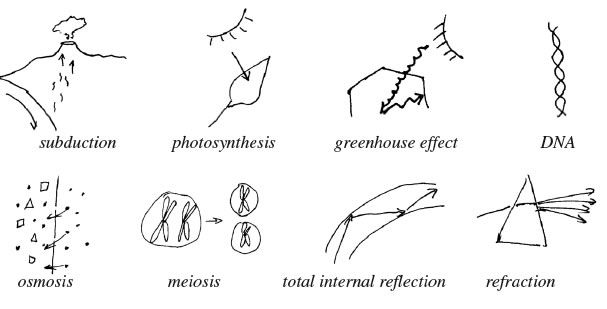 subduction photosynthesis greenhouse effect DNA
osmosis meiosis total internal reflection refraction